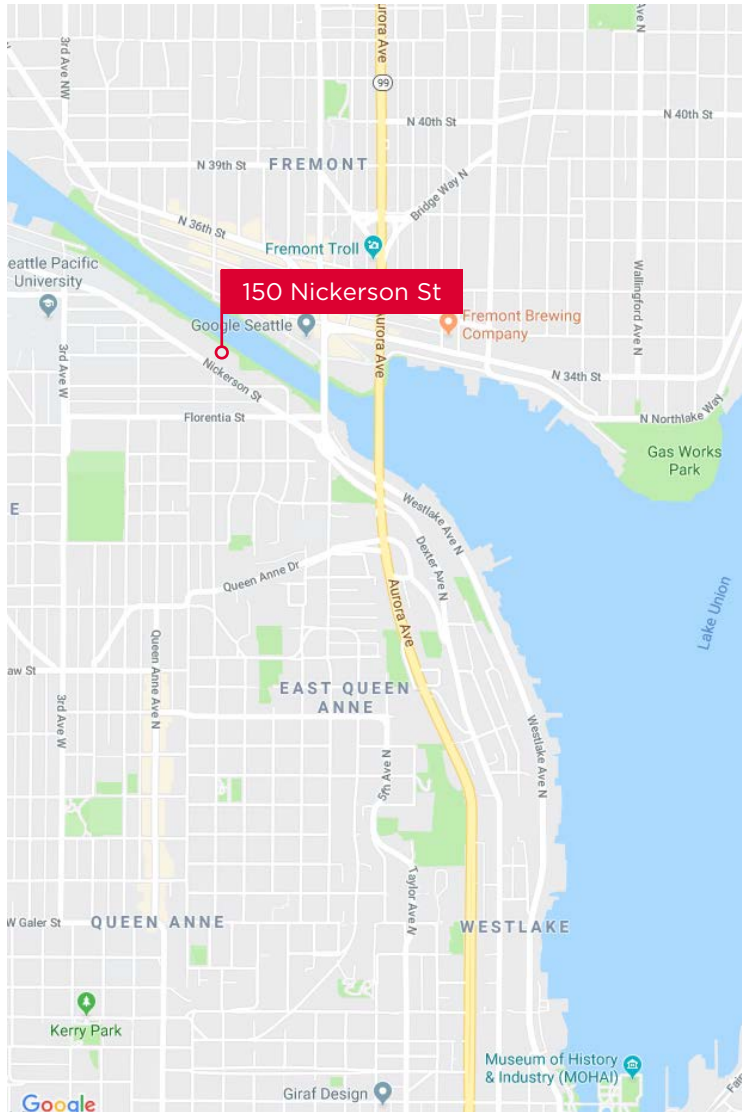 urora Ave
Ave N
3rd Ave NW
99
N 40th St
N 40th St
N 39th St
FREMONT
Bridge Way N
N 36th St
Fremont Troll
eattle Pacific
University
Wallingford Ave N
150 Nickerson St
Google Seattle
Fremont Brewing
Company
Aurora Ave
3rd Ave W
Nickerson St
N 34th St
N Northlake Way
Florentia St
Gas Works
Park
E
Westlake Ave N
Dexter Ave N
Queen Anne Dr
Aurora Ave
Lake Union
Queen Anne Ave N
aw St
EAST QUEEN
ANNE
3rd Ave W
Westlake Ave N
5th Ave N
Taylor Ave N
W Galer St
QUEEN ANNE
WESTLAKE
Kerry Park
Museum of History
& Industry (MOHAI)
Fair
Giraf Design
Google